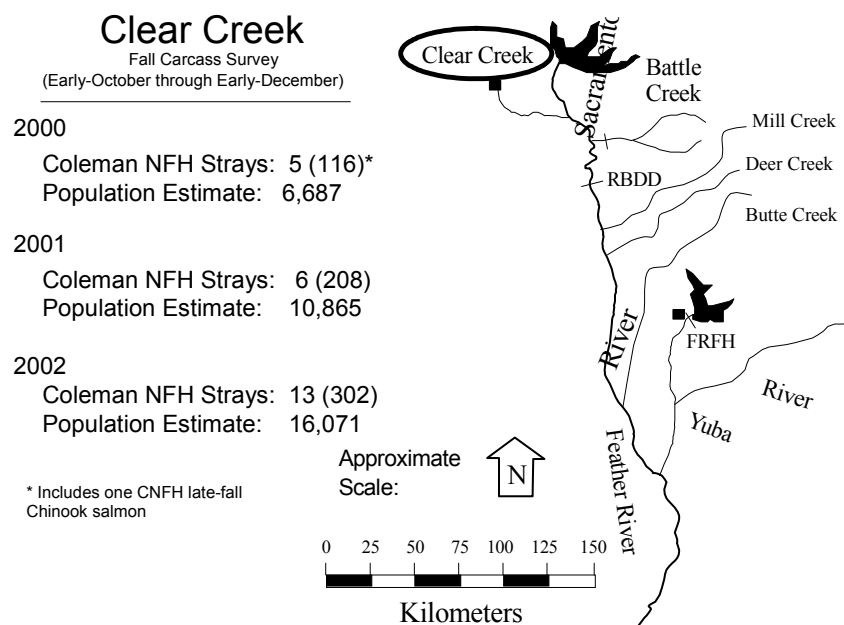 Clear Creek
Fall Carcass Survey
(Early-October through Early-December)
2000
Coleman NFH Strays: 5 (116)*
Population Estimate: 6,687
2001
Coleman NFH Strays: 6 (208)
Population Estimate: 10,865
2002
Coleman NFH Strays: 13 (302)
Population Estimate: 16,071
* Includes one CNFH late-fall
Chinook salmon
Clear Creek
Sacramento
Battle
Creek
Mill Creek
RBDD
Deer Creek
Butte Creek
River
FRFH
River
Yuba
Feather River
Approximate
Scale:
N
0 25 50 75 100 125 150
Kilometers